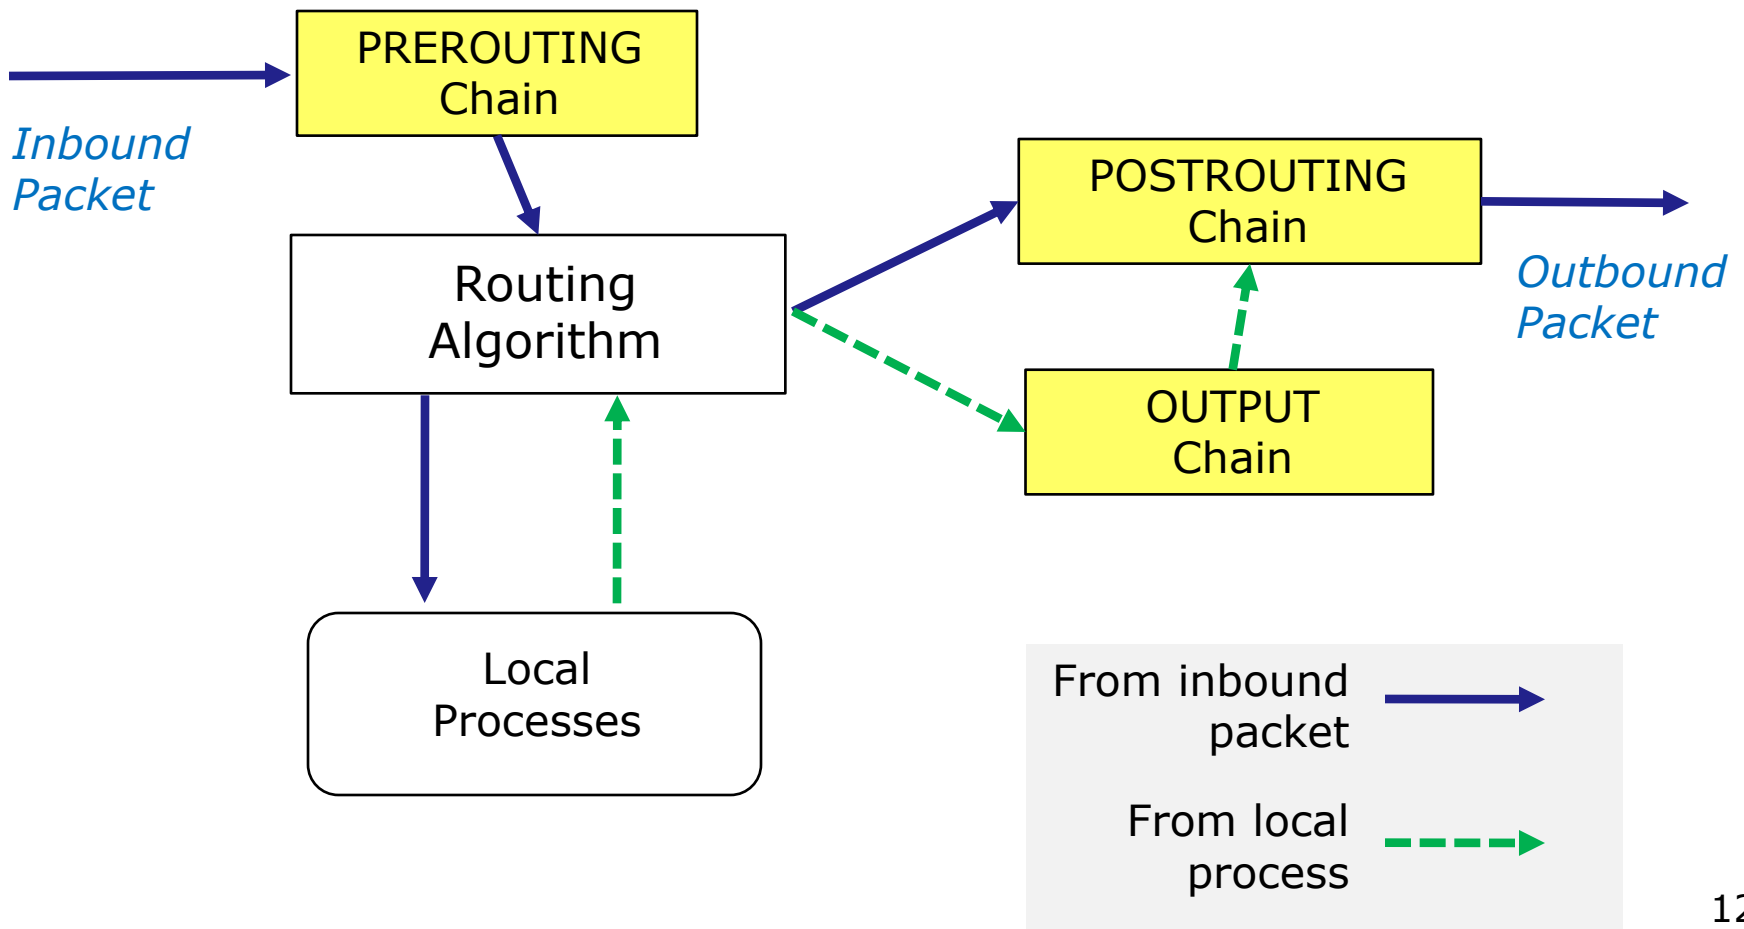 PREROUTING
Chain
Inbound
Packet
POSTROUTING
Chain
Routing
Algorithm
Outbound
Packet
OUTPUT
Chain
Local
Processes
From inbound
packet
From local
process